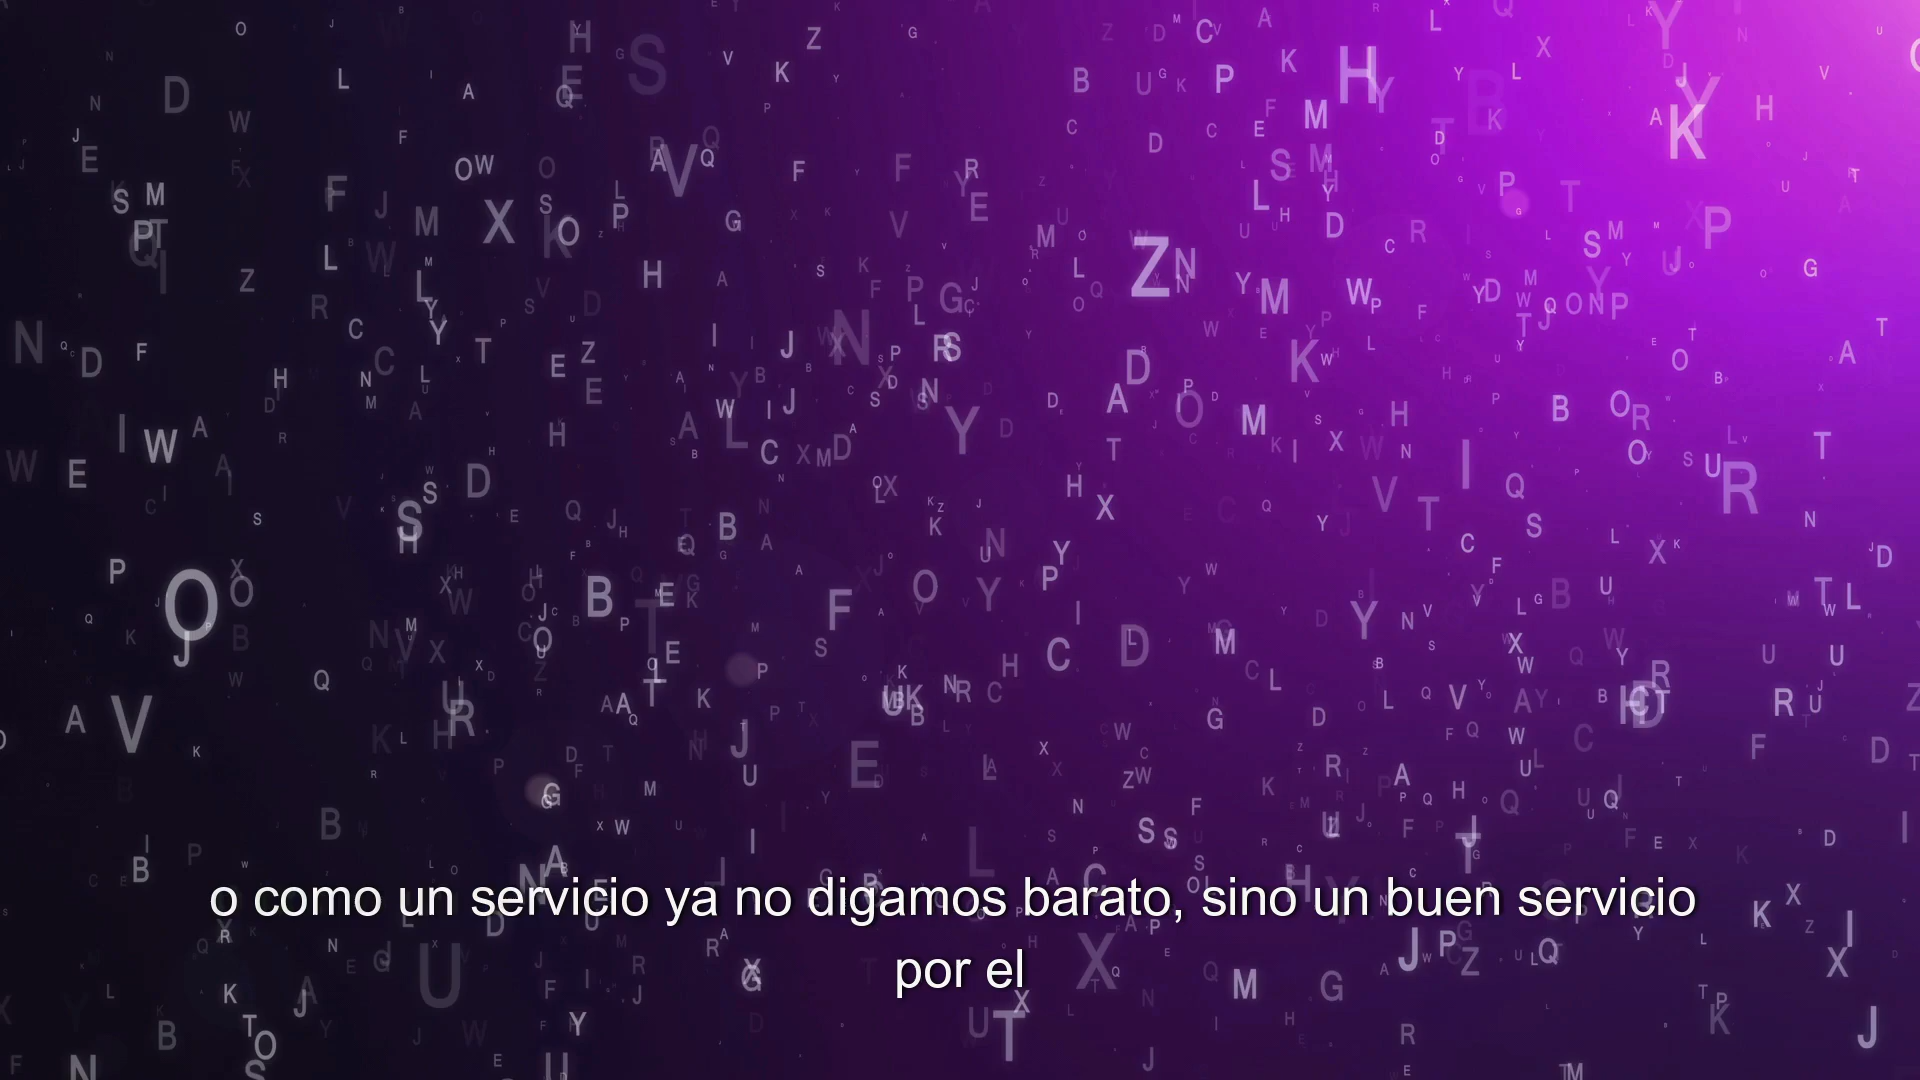 o como un servicio ya no digamos barato, sino un buen servicio
por el